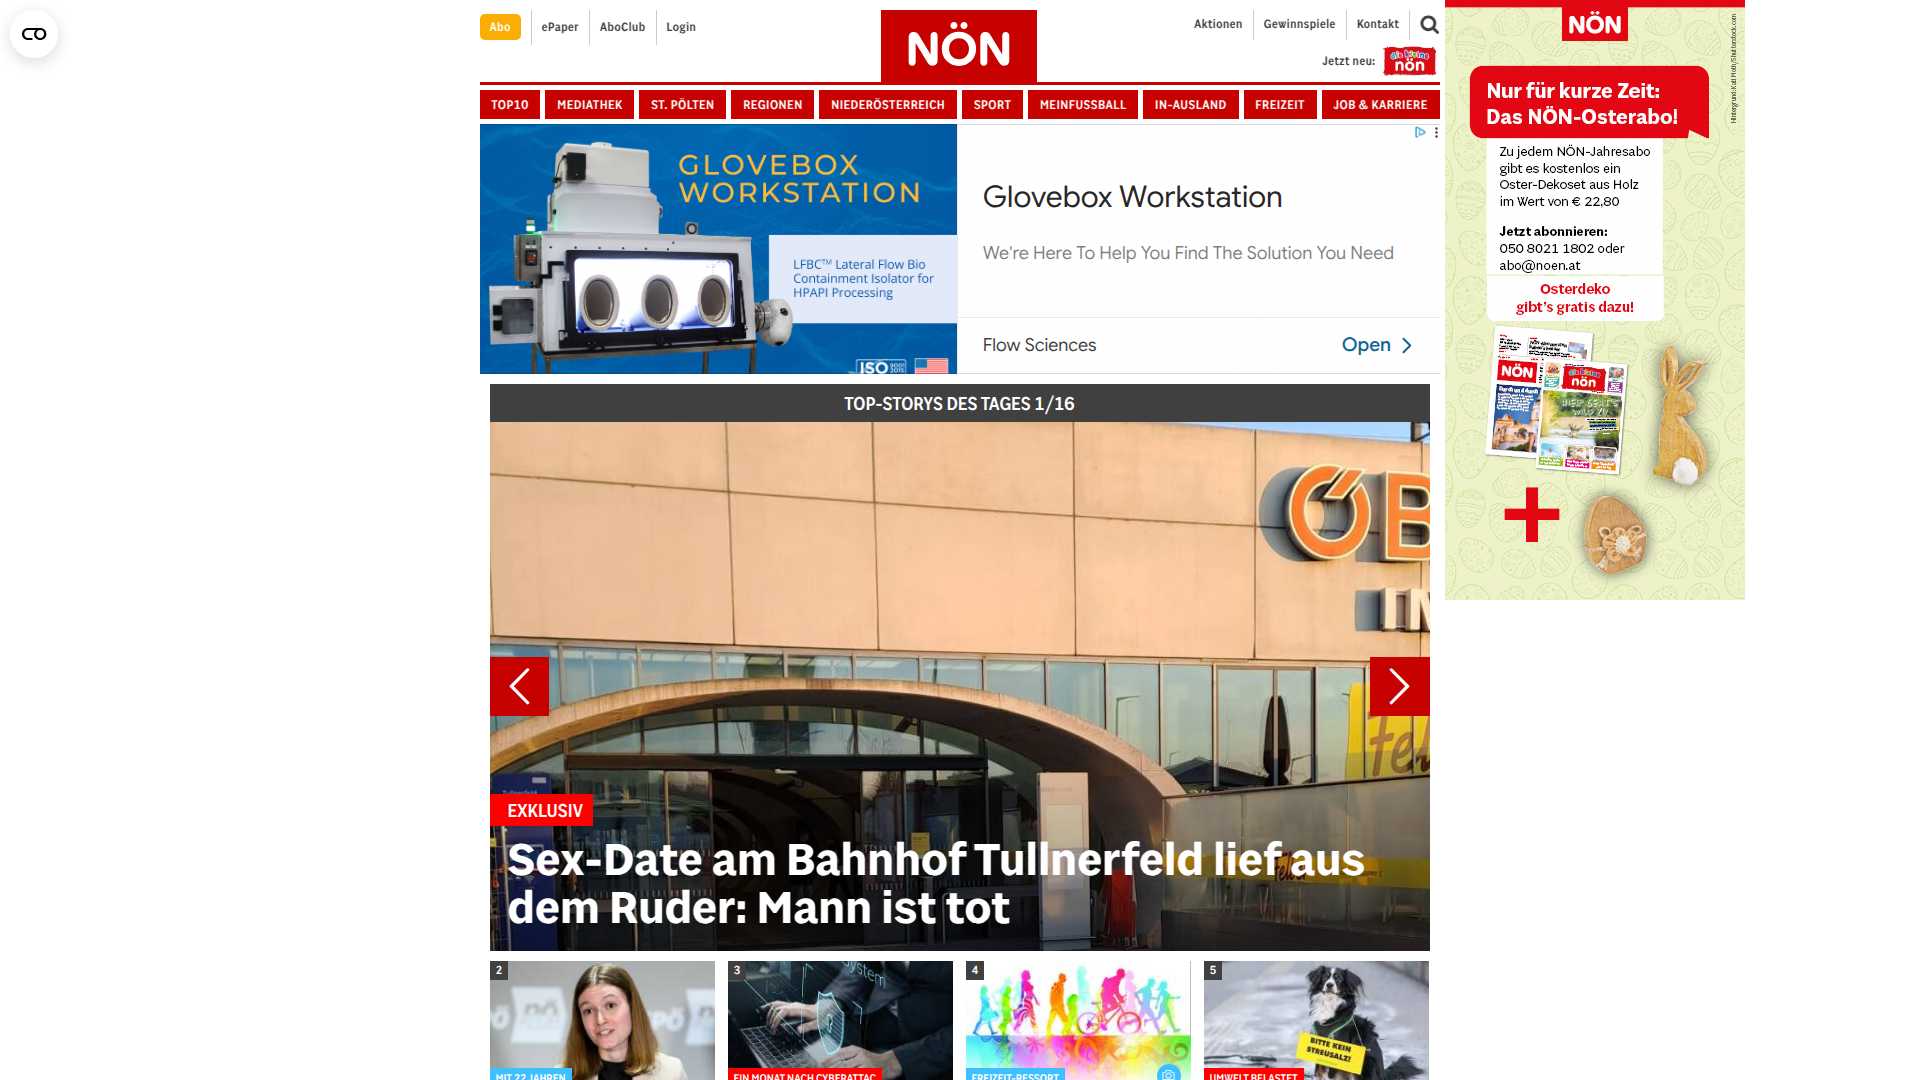 Abo
ePaper
AboClub
Login
NÖN
Aktionen
Gewinnspiele
Kontakt
Jetzt neu:
die kleine
nön
TOP10
MEDIATHEK
ST. PÖLTEN
REGIONEN
NIEDERÖSTERREICH
SPORT
MEINFUSSBALL
IN-AUSLAND
FREIZEIT
JOB & KARRIERE
GLOVEBOX
WORKSTATION
LFBC™ Lateral Flow Bio
Containment Isolator for
HPAPI Processing
ISO
Glovebox Workstation
We're Here To Help You Find The Solution You Need
Flow Sciences
Open
NÖN
Nur für kurze Zeit:
Das NÖN-Osterabo!
Zu jedem NÖN-Jahresabo
gibt es kostenlos ein
Oster-Dekoset aus Holz
im Wert von € 22,80
Jetzt abonnieren:
050 8021 1802 oder
abo@noen.at
Osterdeko
gibt's gratis dazu!
NÖN
nön
TOP-STORYS DES TAGES 1/16
EXKLUSIV
Sex-Date am Bahnhof Tullnerfeld lief aus
dem Ruder: Mann ist tot
2
MIT 22 JAHREN
3
System
EIN MONAT NACH CYBERATTAC
4
FREIZEIT-RESSORT
5
BITTE KEIN
STREUSALZ!
UMWELT BELASTET